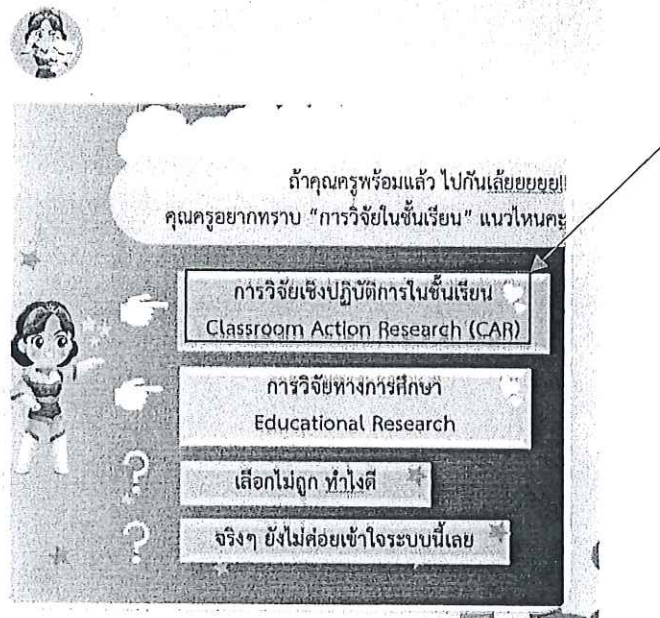 ถ้าคุณครูพร้อมแล้ว ไปกันเล้ยยยยย!!
คุณครูอยากทราบ “การวิจัยในชั้นเรียน” แนวไหนคะ
การวิจัยเชิงปฏิบัติการในชั้นเรียน
Classroom Action Research (CAR)
การวิจัยทางการศึกษา
Educational Research
เลือกไม่ถูก ทำไงดี
จริงๆ ยังไม่ค่อยเข้าใจระบบนี้เลย